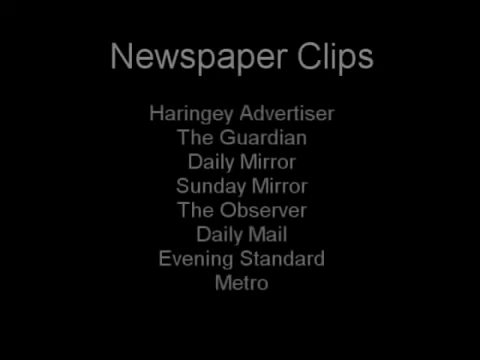 Newspaper Clips
Haringey Advertiser
The Guardian
Daily Mirror
Sunday Mirror
The Observer
Daily Mail
Evening Standard
Metro